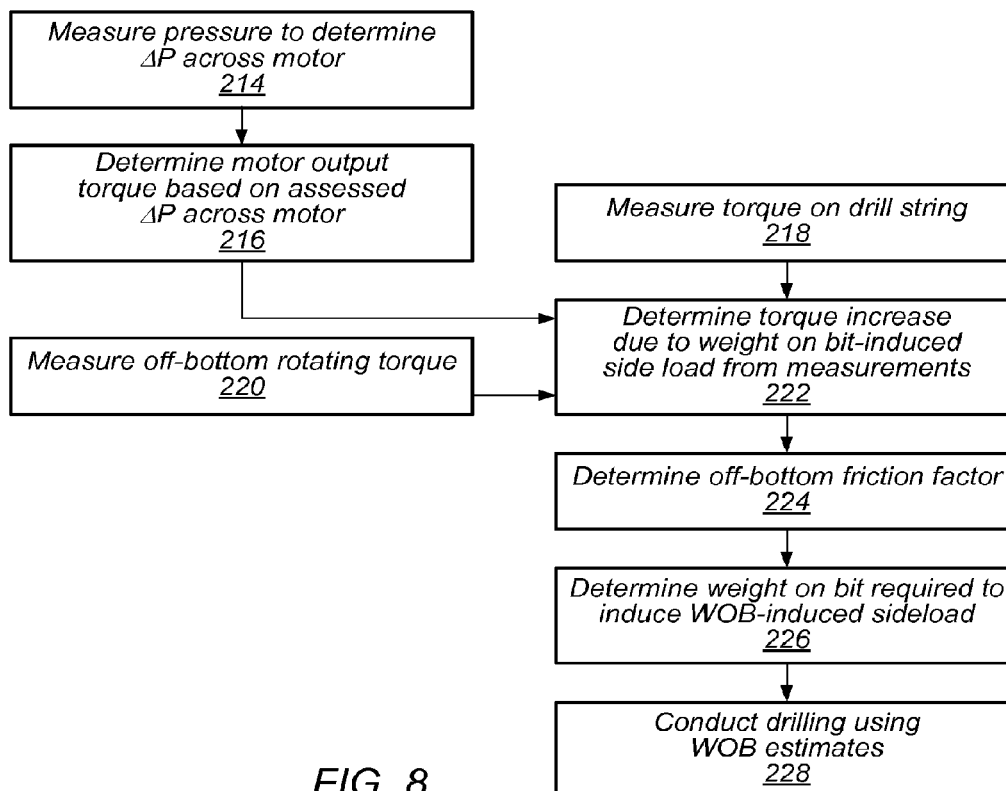 Measure pressure to determine
ΔP across motor
214
Determine motor output
torque based on assessed
ΔP across motor
216
Measure torque on drill string
218
Measure off-bottom rotating torque
220
Determine torque increase
due to weight on bit-induced
side load from measurements
222
Determine off-bottom friction factor
224
Determine weight on bit required to
induce WOB-induced sideload
226
Conduct drilling using
WOB estimates
228
FIG. 8